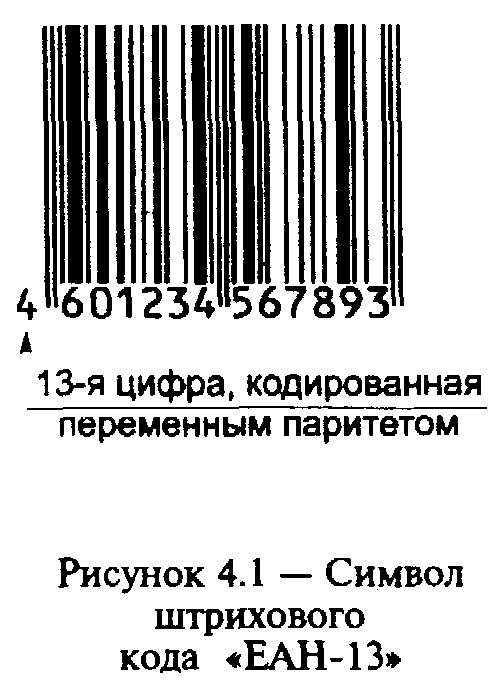 4 601234 567893
13-я цифра, кодированная
переменным паритетом
Рисунок 4.1 — Символ
штрихового
кода «ЕАН-13»